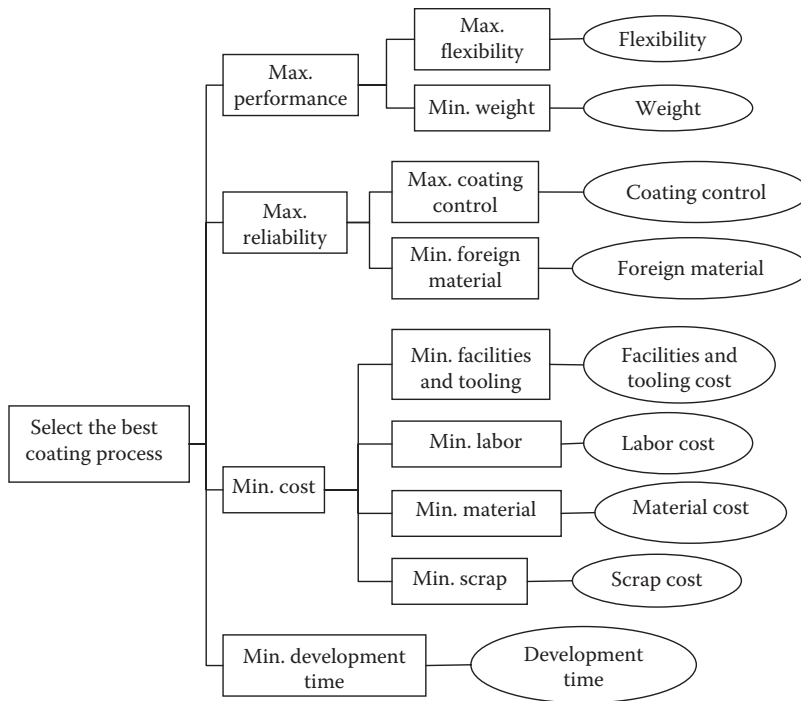 Max.
flexibility
Flexibility
Max.
performance
Min. weight
Weight
Max. coating
control
Coating control
Max.
reliability
Min. foreign
material
Foreign material
Min. facilities
and tooling
Facilities and
tooling cost
Select the best
coating process
Min. labor
Labor cost
Min. cost
Min. material
Material cost
Min. scrap
Scrap cost
Min. development
time
Development
time